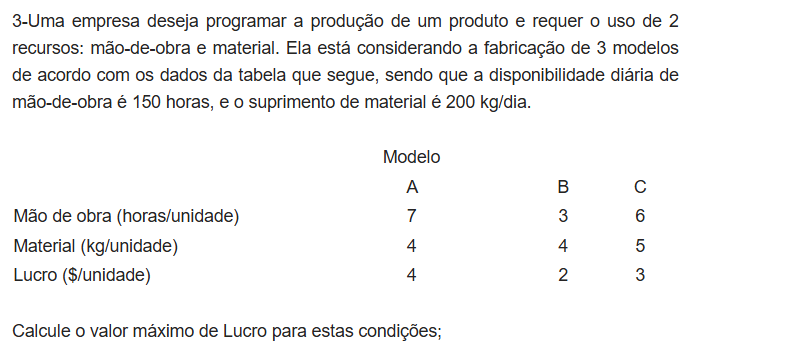 3-Uma empresa deseja programar a produção de um produto e requer o uso de 2
recursos: mão-de-obra e material. Ela está considerando a fabricação de 3 modelos
de acordo com os dados da tabela que segue, sendo que a disponibilidade diária de
mão-de-obra é 150 horas, e o suprimento de material é 200 kg/dia.
Modelo
A B C
Mão de obra (horas/unidade) 7 3 6
Material (kg/unidade) 4 4 5
Lucro ($/unidade) 4 2 3
Calcule o valor máximo de Lucro para estas condições;